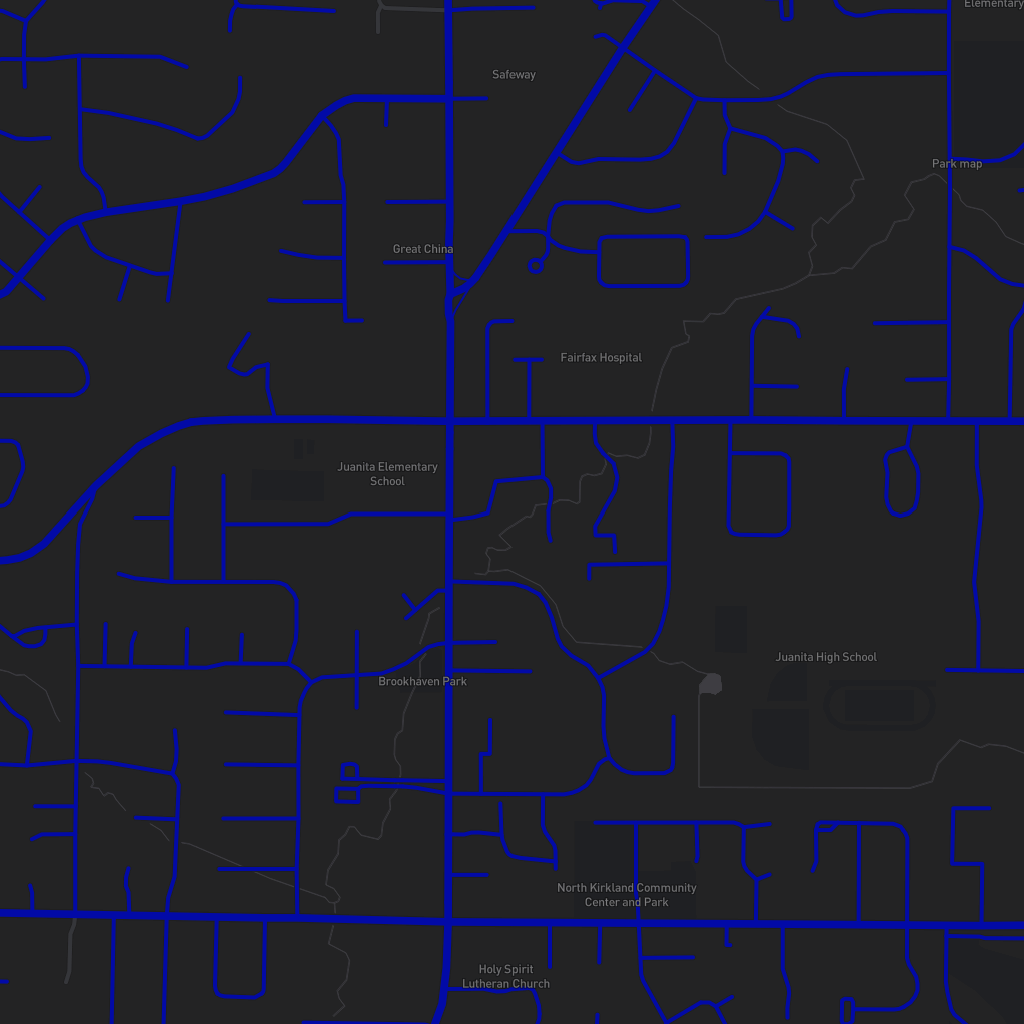 Elementary
Safeway
Park map
Great China
Fairfax Hospital
Juanita Elementary
School
Juanita High School
Brookhaven Park
North Kirkland Community
Center and Park
Holy Spirit
Lutheran Church